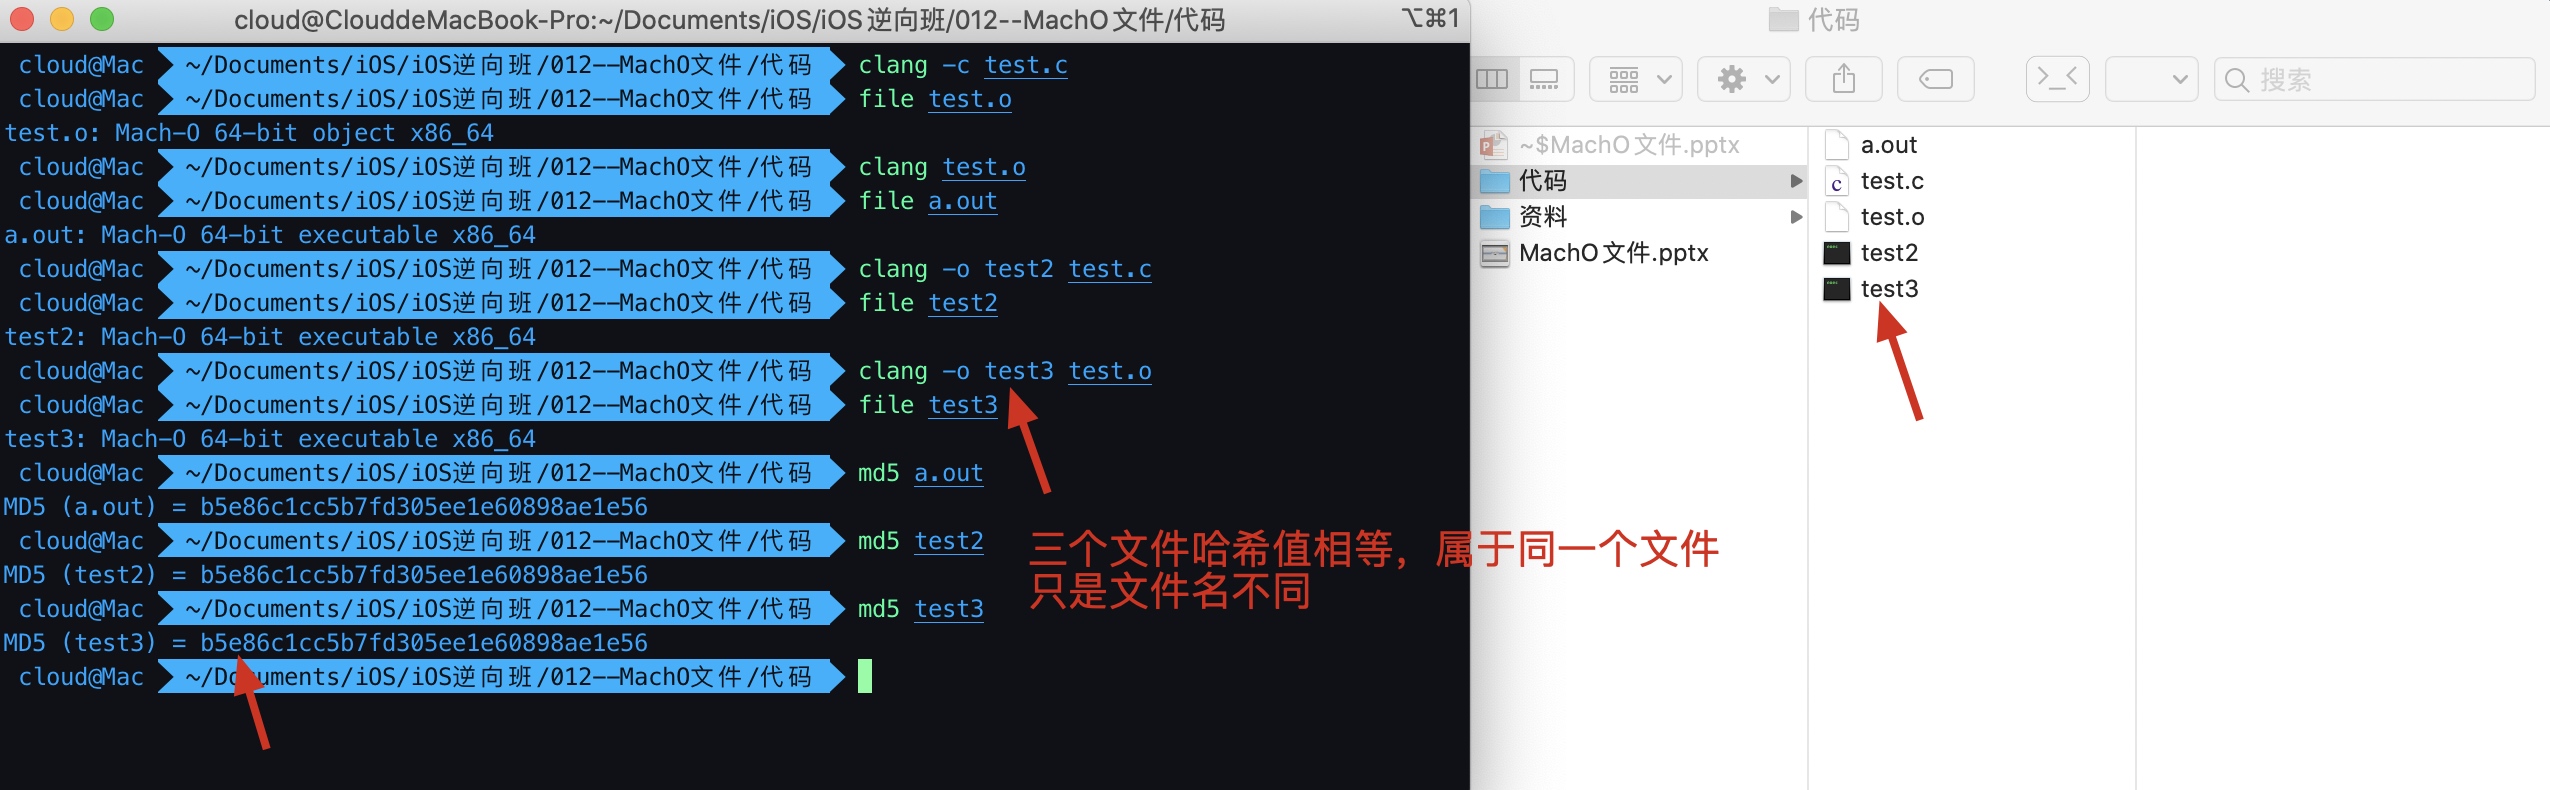 cloud@ClouddeMacBook-Pro:~/Documents/iOS/iOS逆向班/012--MachO文件/代码
⌥⌘1
cloud@Mac ~/Documents/iOS/iOS逆向班/012--MachO文件/代码 clang -c test.c
cloud@Mac ~/Documents/iOS/iOS逆向班/012--MachO文件/代码 file test.o
test.o: Mach-O 64-bit object x86_64
cloud@Mac ~/Documents/iOS/iOS逆向班/012--MachO文件/代码 clang test.o
cloud@Mac ~/Documents/iOS/iOS逆向班/012--MachO文件/代码 file a.out
a.out: Mach-O 64-bit executable x86_64
cloud@Mac ~/Documents/iOS/iOS逆向班/012--MachO文件/代码 clang -o test2 test.c
cloud@Mac ~/Documents/iOS/iOS逆向班/012--MachO文件/代码 file test2
test2: Mach-O 64-bit executable x86_64
cloud@Mac ~/Documents/iOS/iOS逆向班/012--MachO文件/代码 clang -o test3 test.o
cloud@Mac ~/Documents/iOS/iOS逆向班/012--MachO文件/代码 file test3
test3: Mach-O 64-bit executable x86_64
cloud@Mac ~/Documents/iOS/iOS逆向班/012--MachO文件/代码 md5 a.out
MD5 (a.out) = b5e86c1cc5b7fd305ee1e60898ae1e56
cloud@Mac ~/Documents/iOS/iOS逆向班/012--MachO文件/代码 md5 test2
MD5 (test2) = b5e86c1cc5b7fd305ee1e60898ae1e56
cloud@Mac ~/Documents/iOS/iOS逆向班/012--MachO文件/代码 md5 test3
MD5 (test3) = b5e86c1cc5b7fd305ee1e60898ae1e56
cloud@Mac ~/Documents/iOS/iOS逆向班/012--MachO文件/代码
三个文件哈希值相等，属于同一个文件
只是文件名不同
代码
搜索
~$MachO文件.pptx
代码
资料
MachO文件.pptx
a.out
test.c
test.o
test2
test3